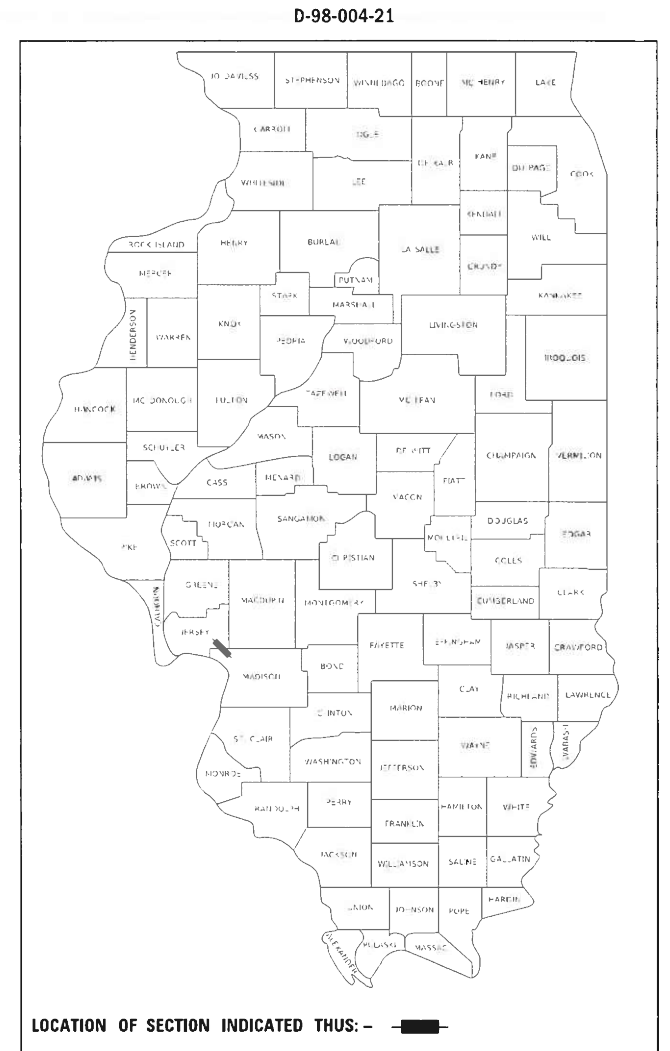 D-98-004-21
JO DAVIESS STEPHENSON WINNEBAGO BOONE MC HENRY LAKE
CARROLL OGLE
DE KALB KANE DU PAGE COOK
WHITESIDE LEE
KENDALL
ROCK ISLAND HENRY BUREAU LA SALLE WILL
MERCER GRUNDY
PUTNAM
STARK MARSHALL KANKAKEE
HENDERSON WARREN KNOX PEORIA WOODFORD LIVINGSTON
IROQUOIS
HANCOCK MC DONOUGH FULTON TAZEWELL MC LEAN FORD
MASON
SCHUYLER LOGAN DE WITT CHAMPAIGN VERMILION
ADAMS BROWN CASS MENARD PIATT
MACON
PIKE SCOTT MORGAN SANGAMON DOUGLAS
MOULTRIE EDGAR
CHRISTIAN COLES
CALHOUN GREENE MACOUPIN MONTGOMERY SHELBY CUMBERLAND CLARK
JERSEY FAYETTE EFFINGHAM JASPER CRAWFORD
MADISON BOND
CLAY RICHLAND LAWRENCE
CLINTON MARION
ST. CLAIR WAYNE EDWARDS WABASH
WASHINGTON JEFFERSON
MONROE
RANDOLPH PERRY HAMILTON WHITE
FRANKLIN
JACKSON WILLIAMSON SALINE GALLATIN
UNION JOHNSON POPE HARDIN
ALEXANDER PULASKI MASSAC
LOCATION OF SECTION INDICATED THUS: –